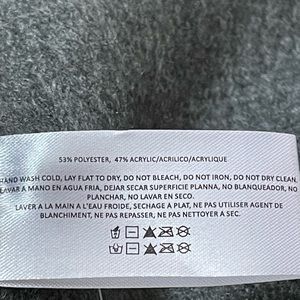 53% POLYESTER, 47% ACRYLIC/ACRILICO/ACRYLIQUE
HAND WASH COLD, LAY FLAT TO DRY, DO NOT BLEACH, DO NOT IRON, DO NOT DRY CLEAN.
LAVAR A MANO EN AGUA FRIA, DEJAR SECAR SUPERFICIE PLANNA, NO BLANQUEADOR, NO
PLANCHAR, NO LAVAR EN SECO.
LAVER A LA MAIN A L'EAU FROIDE, SECHAGE A PLAT, NE PAS UTILISER AGENT DE
BLANCHIMENT, NE PAS REPASSER, NE PAS NETTOYER A SEC.